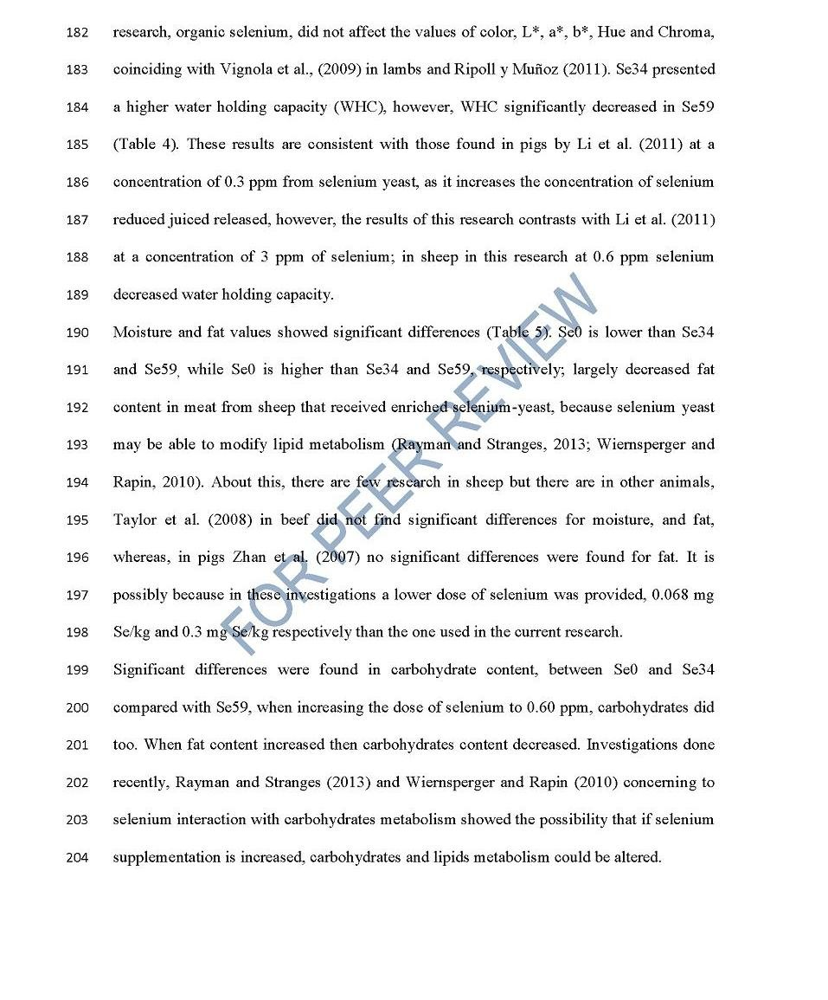 182 research, organic selenium, did not affect the values of color, L*, a*, b*, Hue and Chroma,
183 coinciding with Vignola et al., (2009) in lambs and Ripoll y Muñoz (2011). Se34 presented
184 a higher water holding capacity (WHC), however, WHC significantly decreased in Se59
185 (Table 4). These results are consistent with those found in pigs by Li et al. (2011) at a
186 concentration of 0.3 ppm from selenium yeast, as it increases the concentration of selenium
187 reduced juiced released, however, the results of this research contrasts with Li et al. (2011)
188 at a concentration of 3 ppm of selenium; in sheep in this research at 0.6 ppm selenium
189 decreased water holding capacity.
190 Moisture and fat values showed significant differences (Table 5). Se0 is lower than Se34
191 and Se59, while Se0 is higher than Se34 and Se59, respectively; largely decreased fat
192 content in meat from sheep that received enriched selenium-yeast, because selenium yeast
193 may be able to modify lipid metabolism (Rayman and Stranges, 2013; Wiernsperger and
194 Rapin, 2010). About this, there are few research in sheep but there are in other animals,
195 Taylor et al. (2008) in beef did not find significant differences for moisture, and fat,
196 whereas, in pigs Zhan et al. (2007) no significant differences were found for fat. It is
197 possibly because in these investigations a lower dose of selenium was provided, 0.068 mg
198 Se/kg and 0.3 mg Se/kg respectively than the one used in the current research.
199 Significant differences were found in carbohydrate content, between Se0 and Se34
200 compared with Se59, when increasing the dose of selenium to 0.60 ppm, carbohydrates did
201 too. When fat content increased then carbohydrates content decreased. Investigations done
202 recently, Rayman and Stranges (2013) and Wiernsperger and Rapin (2010) concerning to
203 selenium interaction with carbohydrates metabolism showed the possibility that if selenium
204 supplementation is increased, carbohydrates and lipids metabolism could be altered.
FOR PEER REVIEW